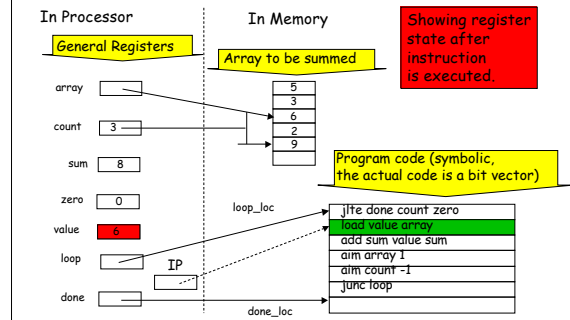 In Processor
In Memory
General Registers
Array to be summed
Showing register
state after
instruction
is executed.
array
count 3
sum 8
zero 0
value 6
loop
done
5
3
6
2
9
IP
loop_loc
done_loc
Program code (symbolic,
the actual code is a bit vector)
jlte done count zero
load value array
add sum value sum
aim array 1
aim count -1
junc loop